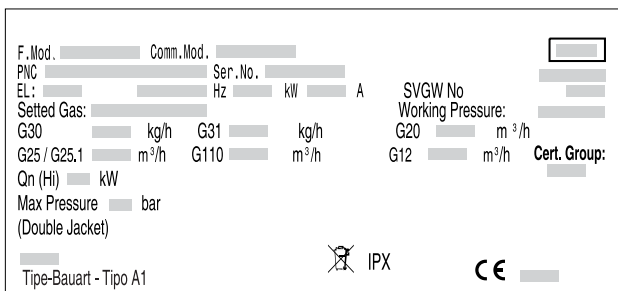 F.Mod. Comm.Mod.
PNC Ser.No.
EL: Hz kW A SVGW No
Setted Gas: Working Pressure:
G30 kg/h G31 kg/h G20 m³/h
G25 / G25.1 m³/h G110 m³/h G12 m³/h Cert. Group:
Qn (Hi) kW
Max Pressure bar
(Double Jacket)
IPX CE
Tipe-Bauart - Tipo A1